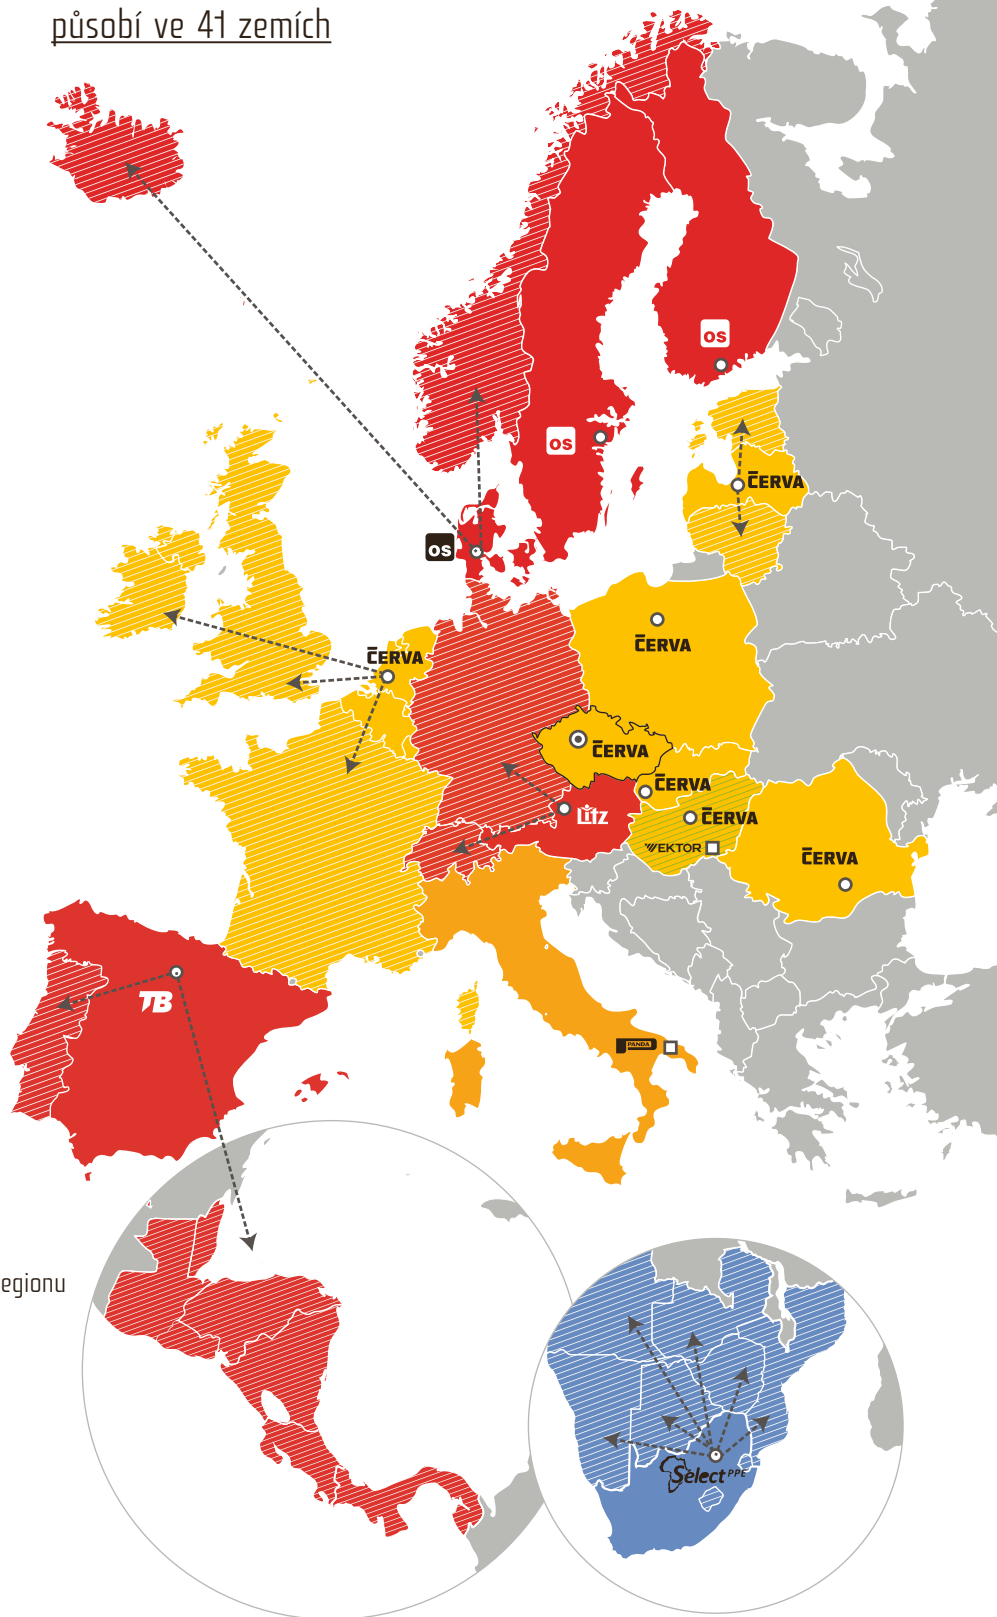 působí ve 41 zemích
os
os
ČERVA
os
ČERVA
ČERVA
ČERVA
ČERVA
ČERVA
Lütz
VEKTOR
ČERVA
TB
PANDA
egionu
Select PPE